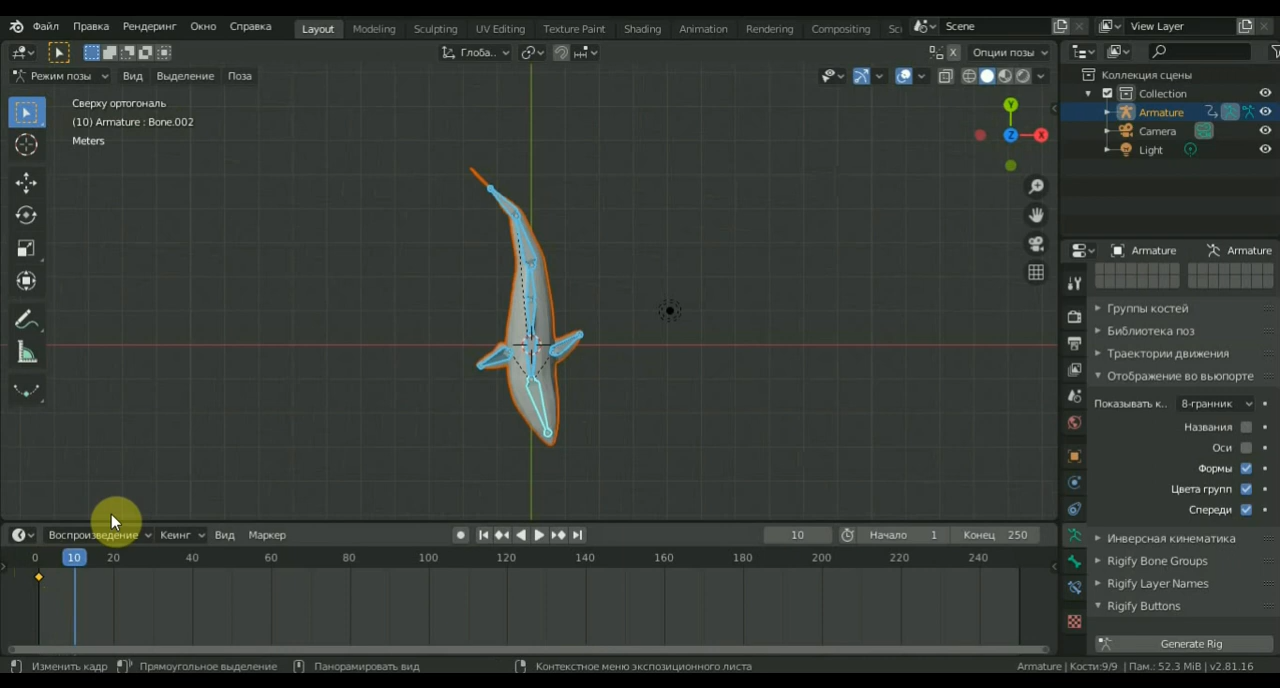 Файл Правка Рендеринг Окно Справка Layout Modeling Sculpting UV Editing Texture Paint Shading Animation Rendering Compositing Sc Scene View Layer
Глоба.. Опции позы
Режим позы Вид Выделение Поза
Сверху ортогональ
(10) Armature : Bone.002
Meters
Y
Z
X
Коллекция сцены
Collection
Armature
Camera
Light
Armature Armature
Группы костей
Библиотека поз
Траектории движения
Отображение во вьюпорте
Показывать к.. 8-гранник
Названия
Оси
Формы
Цвета групп
Спереди
Инверсная кинематика
Rigify Bone Groups
Rigify Layer Names
Rigify Buttons
Generate Rig
Воспроизведение Кеинг Вид Маркер 10 Начало 1 Конец 250
0 10 20 40 60 80 100 120 140 160 180 200 220 240
Изменить кадр Прямоугольное выделение Панорамировать вид Контекстное меню экспозиционного листа Armature | Кости:9/9 | Пам.: 52.3 MiB | v2.81.16